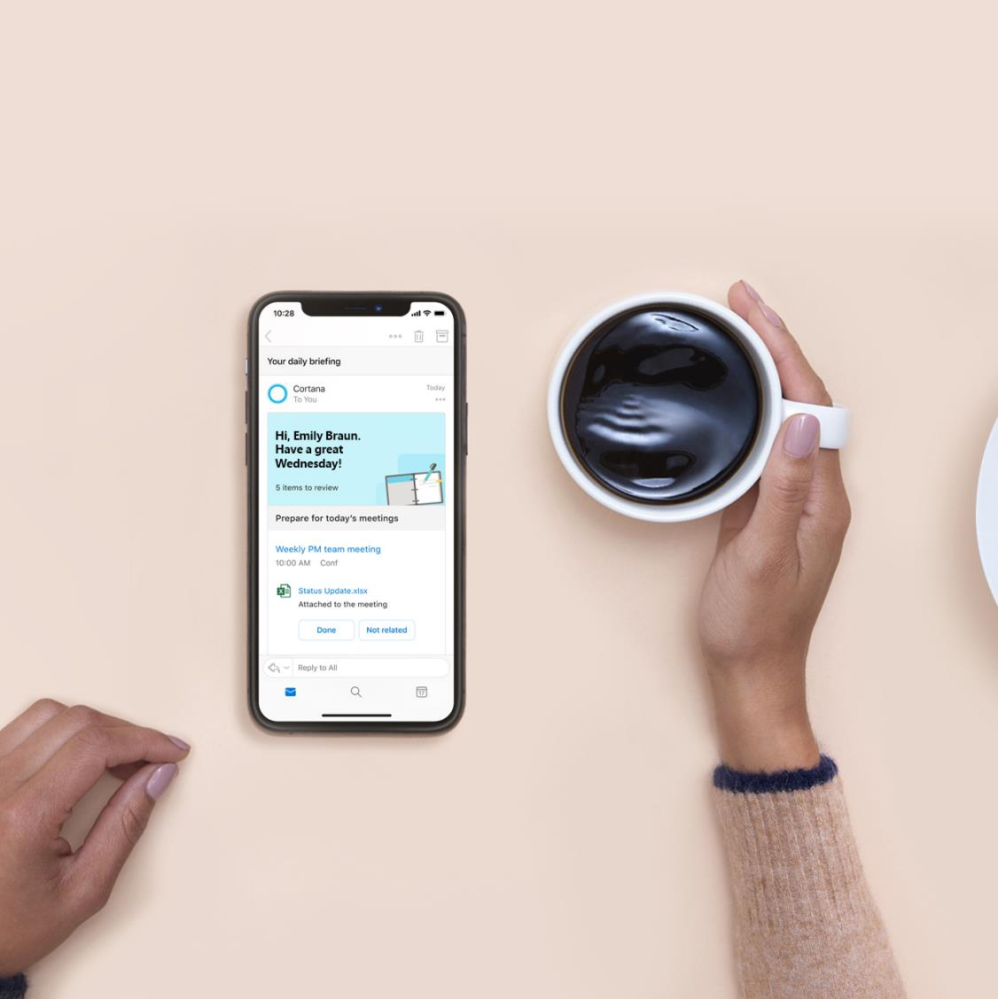 10:28
Your daily briefing
Cortana
Today
To You
Hi, Emily Braun.
Have a great
Wednesday!
5 items to review
Prepare for today's meetings
Weekly PM team meeting
10:00 AM Conf
Status Update.xlsx
Attached to the meeting
Done
Not related
Reply to All
17